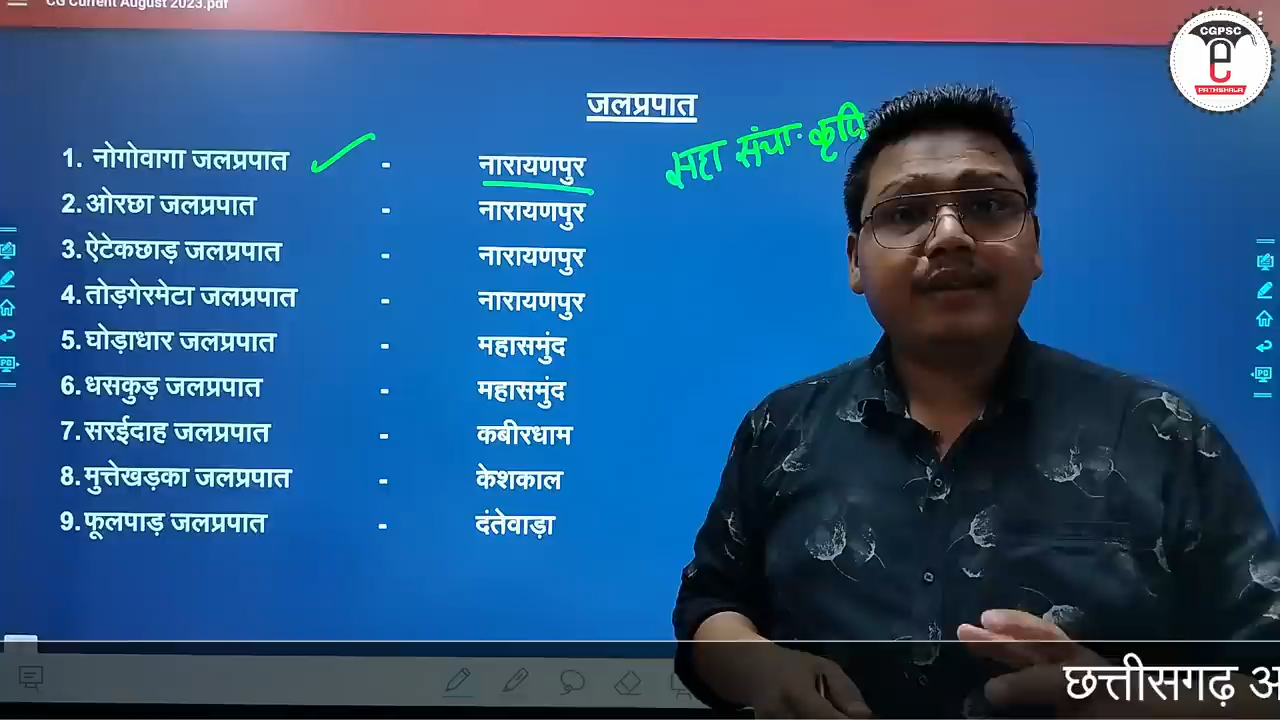 CG Current August 2023.pdf
CGPSC
e
PATHSHALA
जलप्रपात
सहा संचा. कृषि
1. नोगोवागा जलप्रपात - नारायणपुर
2. ओरछा जलप्रपात - नारायणपुर
3. ऐटेकछाड़ जलप्रपात - नारायणपुर
4. तोड़गेरमेटा जलप्रपात - नारायणपुर
5. घोड़ाधार जलप्रपात - महासमुंद
6. धसकुड़ जलप्रपात - महासमुंद
7. सरईदाह जलप्रपात - कबीरधाम
8. मुत्तेखड़का जलप्रपात - केशकाल
9. फूलपाड़ जलप्रपात - दंतेवाड़ा
छत्तीसगढ़ अ